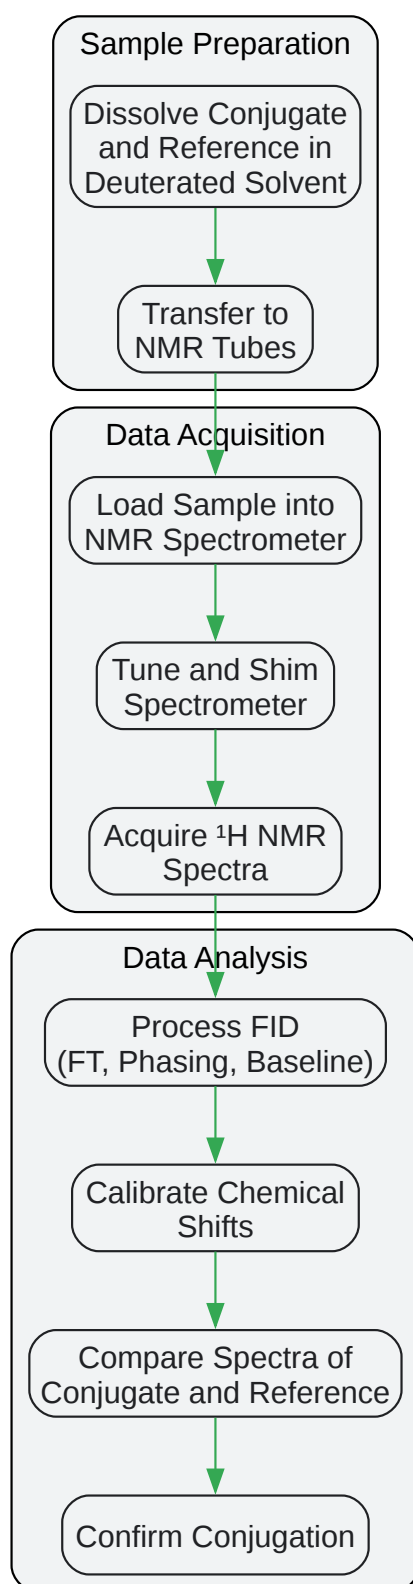 Sample Preparation
Dissolve Conjugate
and Reference in
Deuterated Solvent
Transfer to
NMR Tubes
Data Acquisition
Load Sample into
NMR Spectrometer
Tune and Shim
Spectrometer
Acquire ¹H NMR
Spectra
Data Analysis
Process FID
(FT, Phasing, Baseline)
Calibrate Chemical
Shifts
Compare Spectra of
Conjugate and Reference
Confirm Conjugation